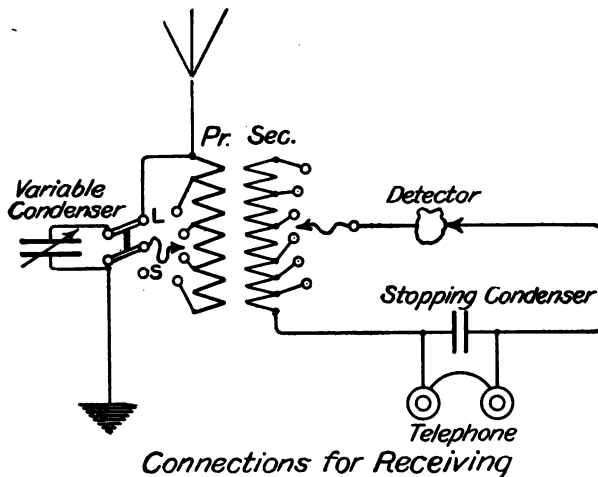 Pr. Sec.
Variable
Condenser
L
S
Detector
Stopping Condenser
Telephone
Connections for Receiving